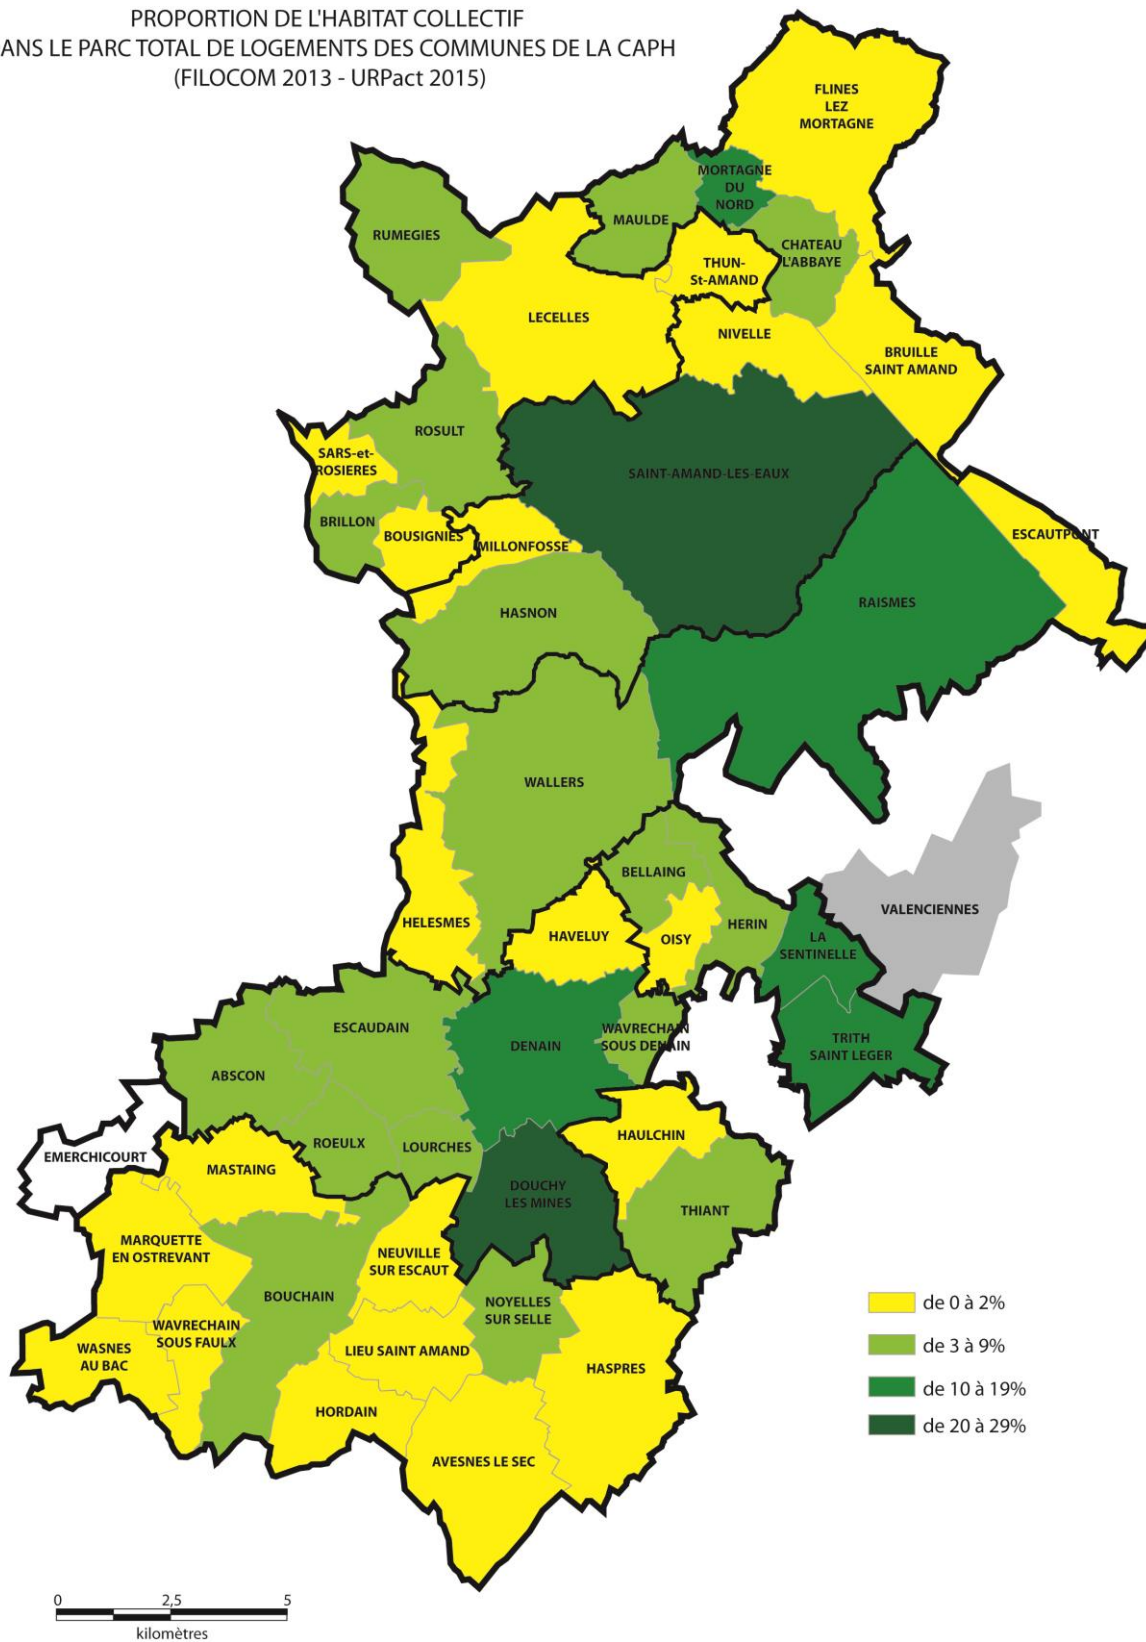 PROPORTION DE L'HABITAT COLLECTIF
ANS LE PARC TOTAL DE LOGEMENTS DES COMMUNES DE LA CAPH
(FILOCOM 2013 - URPact 2015)
FLINES
LEZ
MORTAGNE
MORTAGNE
DU
NORD
MAULDE
RUMEGIES
CHATEAU
L'ABBAYE
THUN-
St-AMAND
LECELLES
NIVELLE
BRUILLE
SAINT AMAND
ROSULT
SARS-et-
ROSIERES
SAINT-AMAND-LES-EAUX
BRILLON
BOUSIGNIES
MILLONFOSSE
ESCAUTPONT
RAISMES
HASNON
WALLERS
BELLAING
VALENCIENNES
HELESMES
HAVELUY
OISY
HERIN
LA
SENTINELLE
ESCAUDAIN
DENAIN
WAVRECHAIN
SOUS DENAIN
TRITH
SAINT LEGER
ABSCON
ROEULX
LOURCHES
HAULCHIN
EMERCHICOURT
MASTAING
DOUCHY
LES MINES
THIANT
MARQUETTE
EN OSTREVANT
NEUVILLE
SUR ESCAUT
BOUCHAIN
NOYELLES
SUR SELLE
WAVRECHAIN
SOUS FAULX
WASNES
AU BAC
LIEU SAINT AMAND
HASPRES
HORDAIN
AVESNES LE SEC
de 0 à 2%
de 3 à 9%
de 10 à 19%
de 20 à 29%
0 2,5 5
kilomètres